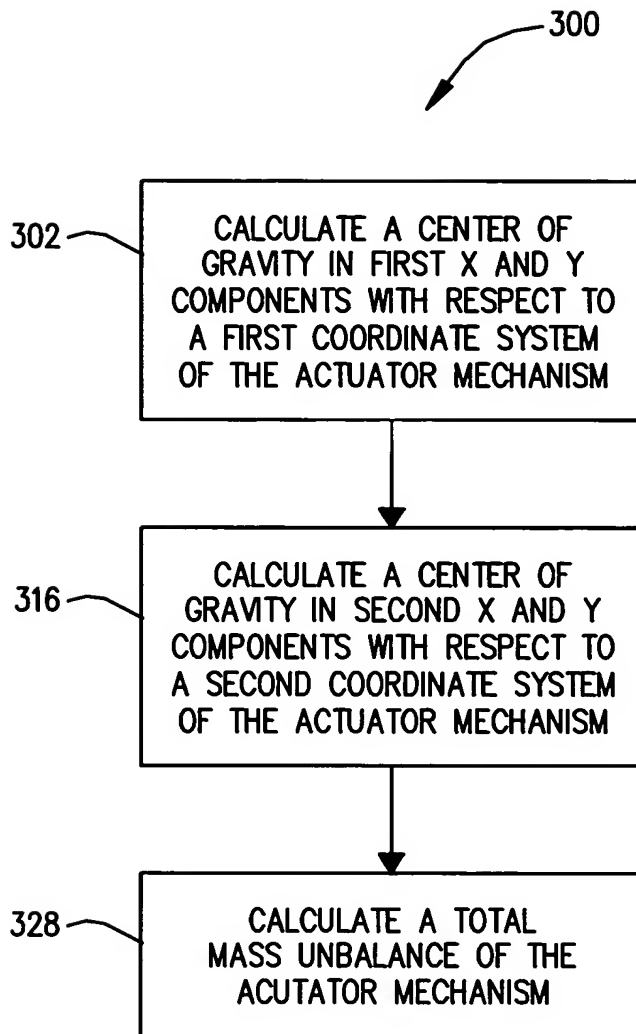 300
302
CALCULATE A CENTER OF
GRAVITY IN FIRST X AND Y
COMPONENTS WITH RESPECT TO
A FIRST COORDINATE SYSTEM
OF THE ACTUATOR MECHANISM
316
CALCULATE A CENTER OF
GRAVITY IN SECOND X AND Y
COMPONENTS WITH RESPECT TO
A SECOND COORDINATE SYSTEM
OF THE ACTUATOR MECHANISM
328
CALCULATE A TOTAL
MASS UNBALANCE OF THE
ACUTATOR MECHANISM